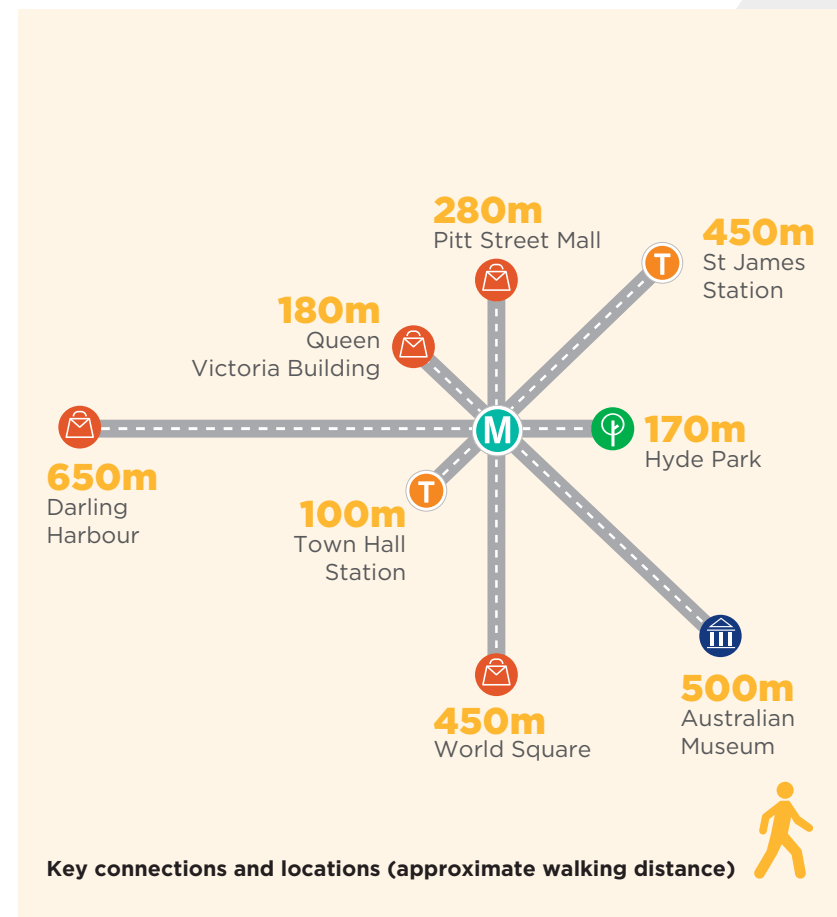 280m
Pitt Street Mall
450m
St James
Station
T
180m
Queen
Victoria Building
M
170m
Hyde Park
650m
Darling
Harbour
T
100m
Town Hall
Station
500m
Australian
Museum
450m
World Square
Key connections and locations (approximate walking distance)